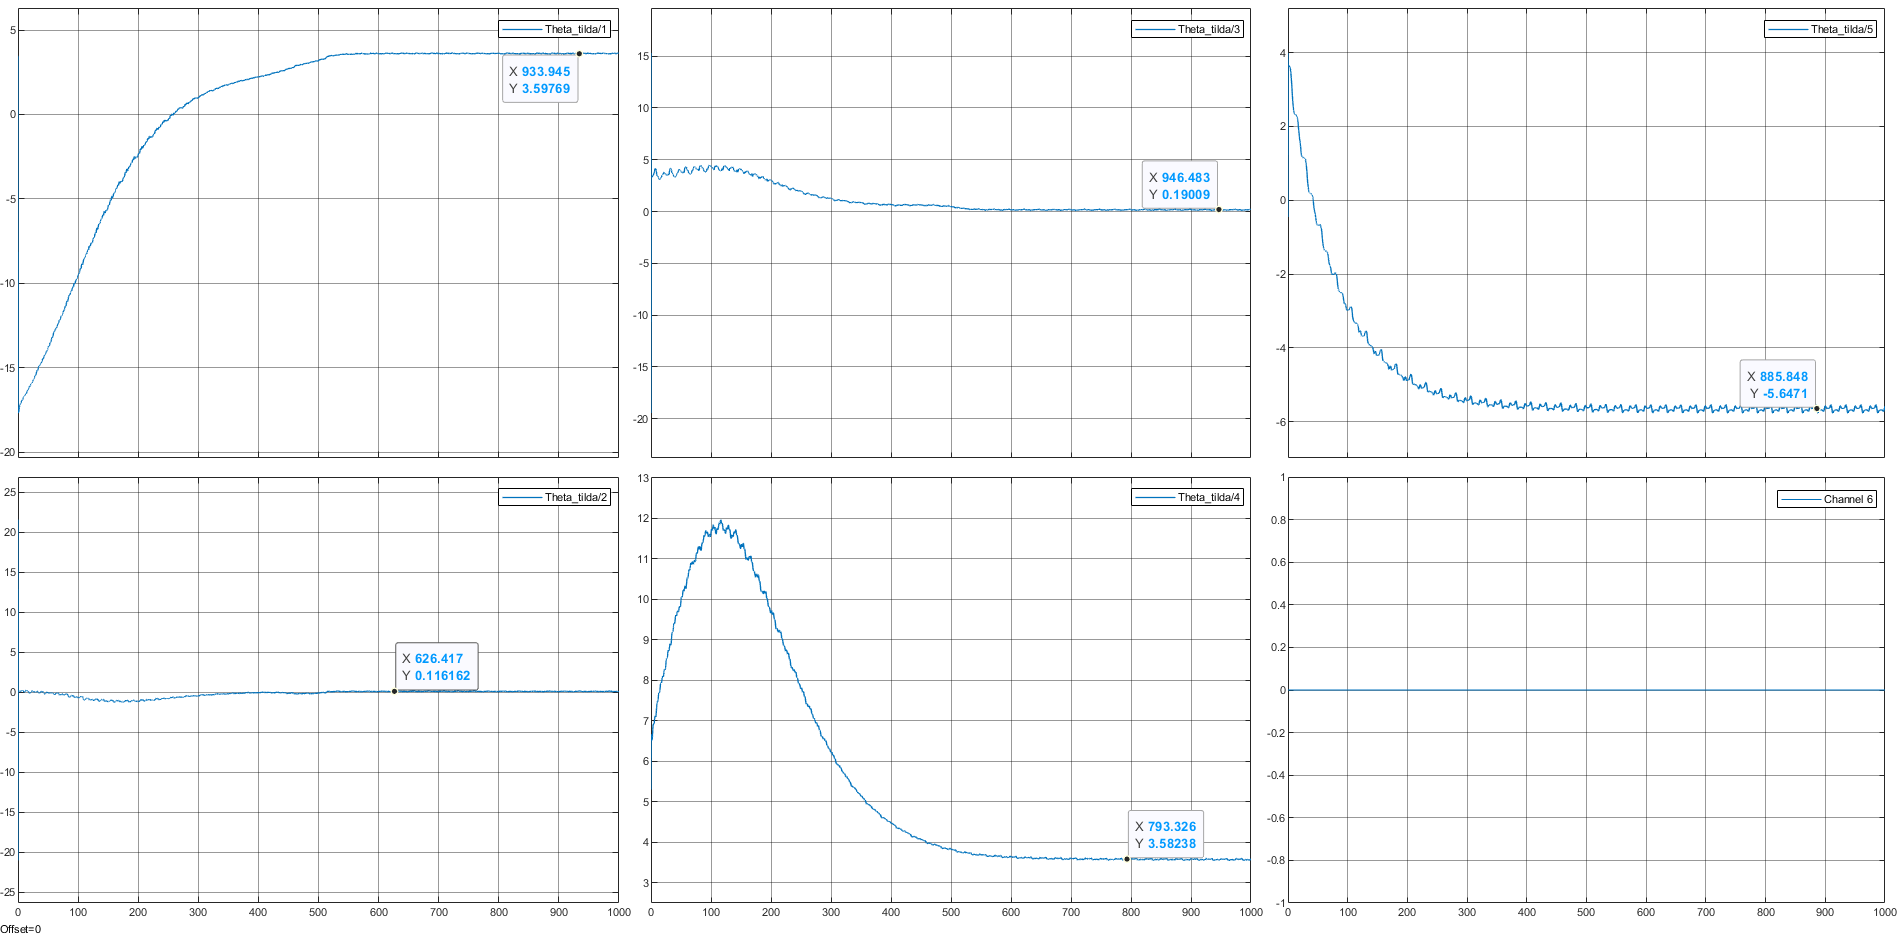 Theta_tilda/1
5
0
-5
-10
-15
-20
X 933.945
Y 3.59769
Theta_tilda/3
15
10
5
0
-5
-10
-15
-20
X 946.483
Y 0.19009
Theta_tilda/5
4
2
0
-2
-4
-6
X 885.848
Y -5.6471
Theta_tilda/2
25
20
15
10
5
0
-5
-10
-15
-20
-25
X 626.417
Y 0.116162
0 100 200 300 400 500 600 700 800 900 1000
Theta_tilda/4
13
12
11
10
9
8
7
6
5
4
3
X 793.326
Y 3.58238
0 100 200 300 400 500 600 700 800 900 1000
Channel 6
1
0.8
0.6
0.4
0.2
0
-0.2
-0.4
-0.6
-0.8
-1
0 100 200 300 400 500 600 700 800 900 1000
Offset=0